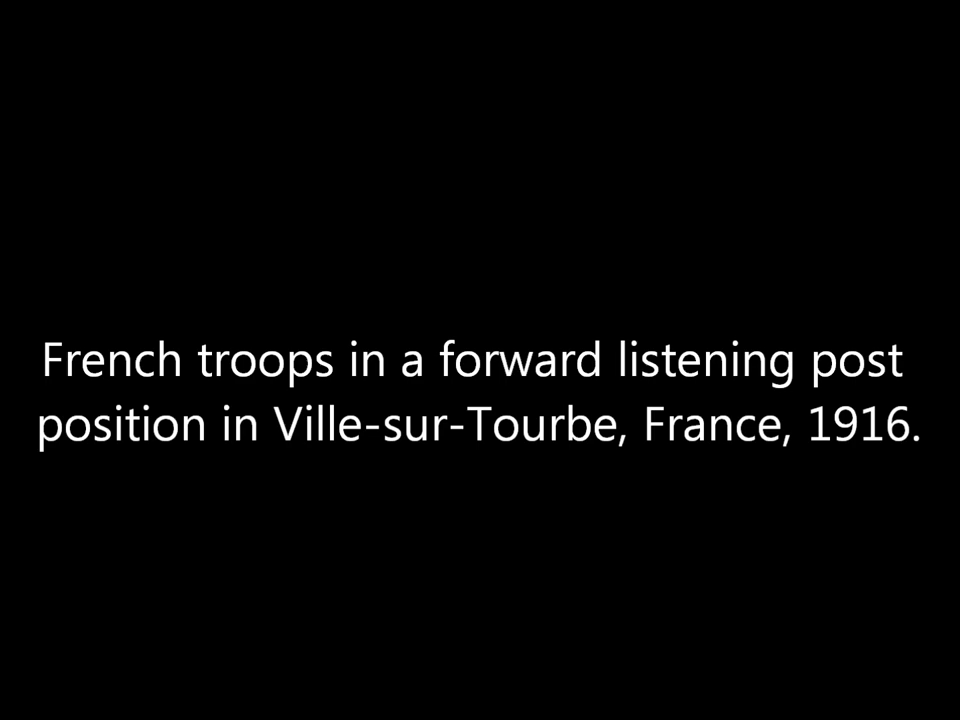 French troops in a forward listening post
position in Ville-sur-Tourbe, France, 1916.